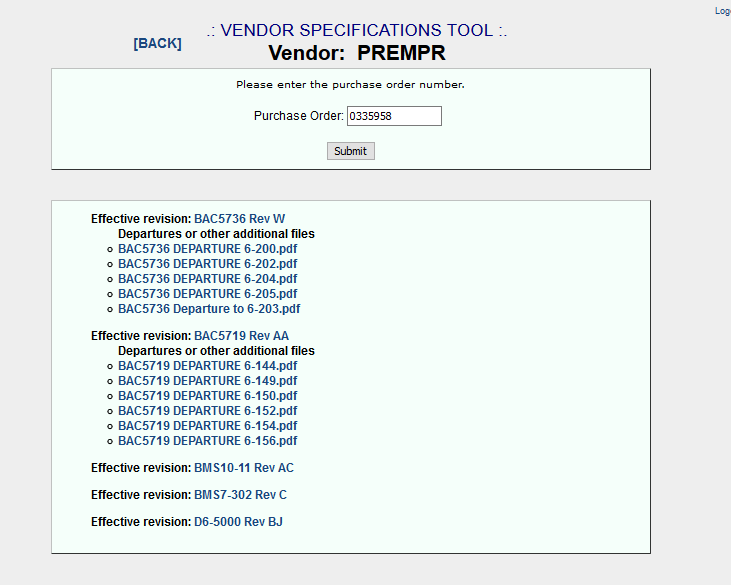 Log
[BACK]
.: VENDOR SPECIFICATIONS TOOL :.
Vendor: PREMPR
Please enter the purchase order number.
Purchase Order: 0335958
Submit
Effective revision: BAC5736 Rev W
Departures or other additional files
BAC5736 DEPARTURE 6-200.pdf
BAC5736 DEPARTURE 6-202.pdf
BAC5736 DEPARTURE 6-204.pdf
BAC5736 DEPARTURE 6-205.pdf
BAC5736 Departure to 6-203.pdf
Effective revision: BAC5719 Rev AA
Departures or other additional files
BAC5719 DEPARTURE 6-144.pdf
BAC5719 DEPARTURE 6-149.pdf
BAC5719 DEPARTURE 6-150.pdf
BAC5719 DEPARTURE 6-152.pdf
BAC5719 DEPARTURE 6-154.pdf
BAC5719 DEPARTURE 6-156.pdf
Effective revision: BMS10-11 Rev AC
Effective revision: BMS7-302 Rev C
Effective revision: D6-5000 Rev BJ